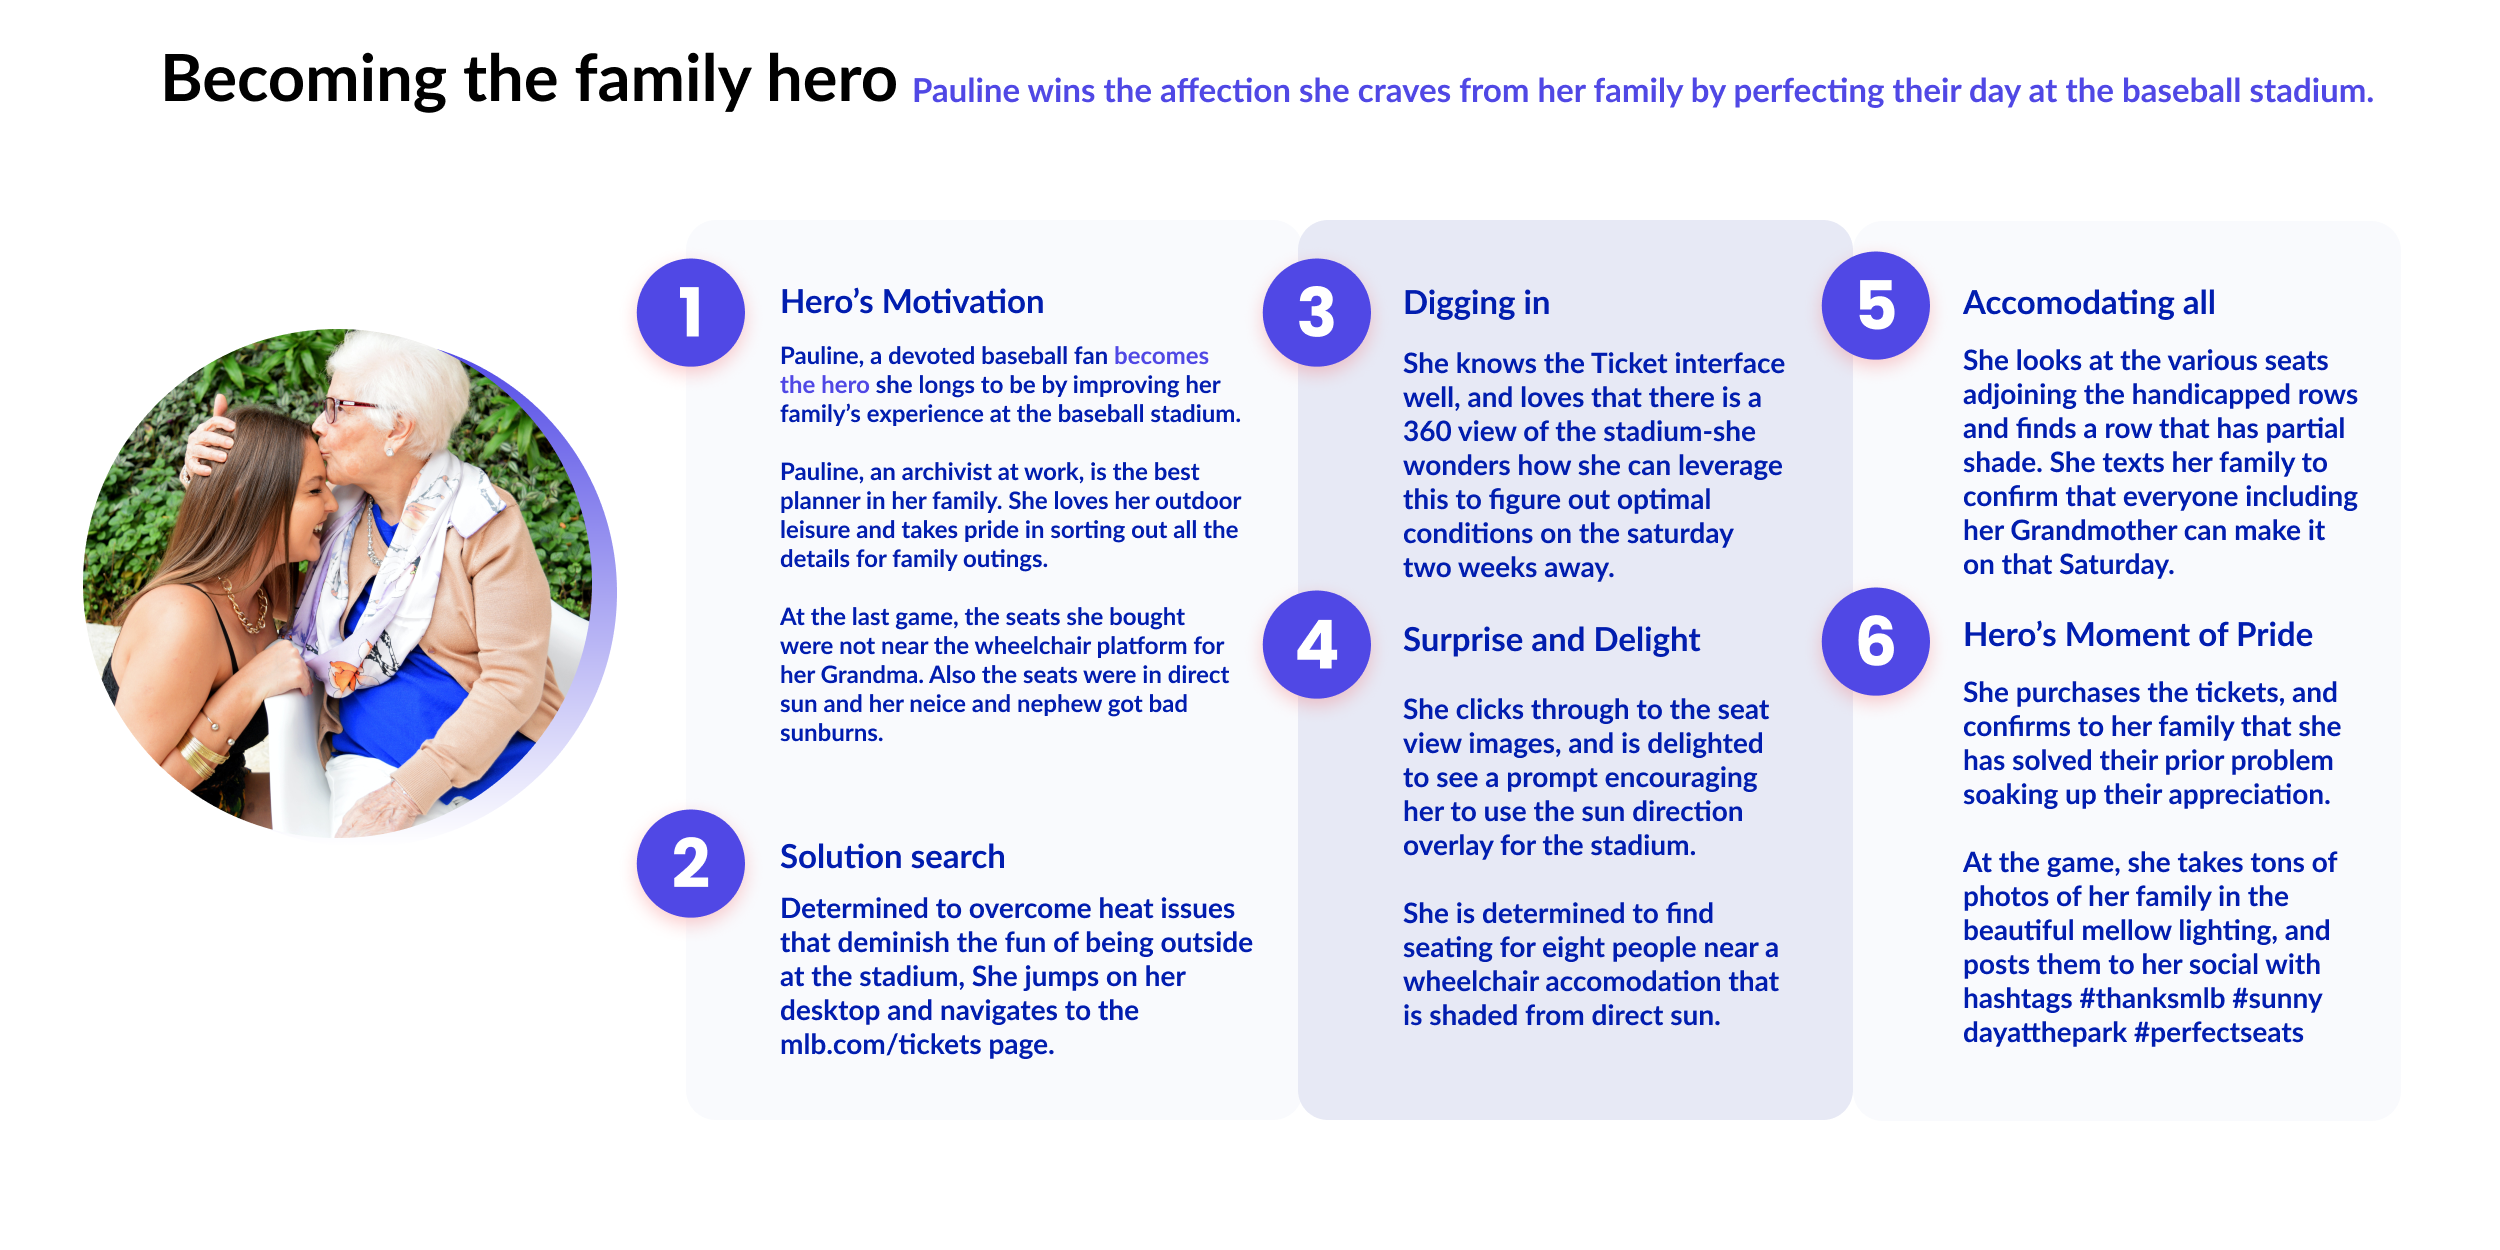 Becoming the family hero Pauline wins the affection she craves from her family by perfecting their day at the baseball stadium.
1
Hero’s Motivation
Pauline, a devoted baseball fan becomes
the hero she longs to be by improving her
family’s experience at the baseball stadium.
Pauline, an archivist at work, is the best
planner in her family. She loves her outdoor
leisure and takes pride in sorting out all the
details for family outings.
At the last game, the seats she bought
were not near the wheelchair platform for
her Grandma. Also the seats were in direct
sun and her neice and nephew got bad
sunburns.
2
Solution search
Determined to overcome heat issues
that deminish the fun of being outside
at the stadium, She jumps on her
desktop and navigates to the
mlb.com/tickets page.
3
Digging in
She knows the Ticket interface
well, and loves that there is a
360 view of the stadium-she
wonders how she can leverage
this to figure out optimal
conditions on the saturday
two weeks away.
4
Surprise and Delight
She clicks through to the seat
view images, and is delighted
to see a prompt encouraging
her to use the sun direction
overlay for the stadium.
She is determined to find
seating for eight people near a
wheelchair accomodation that
is shaded from direct sun.
5
Accomodating all
She looks at the various seats
adjoining the handicapped rows
and finds a row that has partial
shade. She texts her family to
confirm that everyone including
her Grandmother can make it
on that Saturday.
6
Hero’s Moment of Pride
She purchases the tickets, and
confirms to her family that she
has solved their prior problem
soaking up their appreciation.
At the game, she takes tons of
photos of her family in the
beautiful mellow lighting, and
posts them to her social with
hashtags #thanksmlb #sunny
dayatthepark #perfectseats